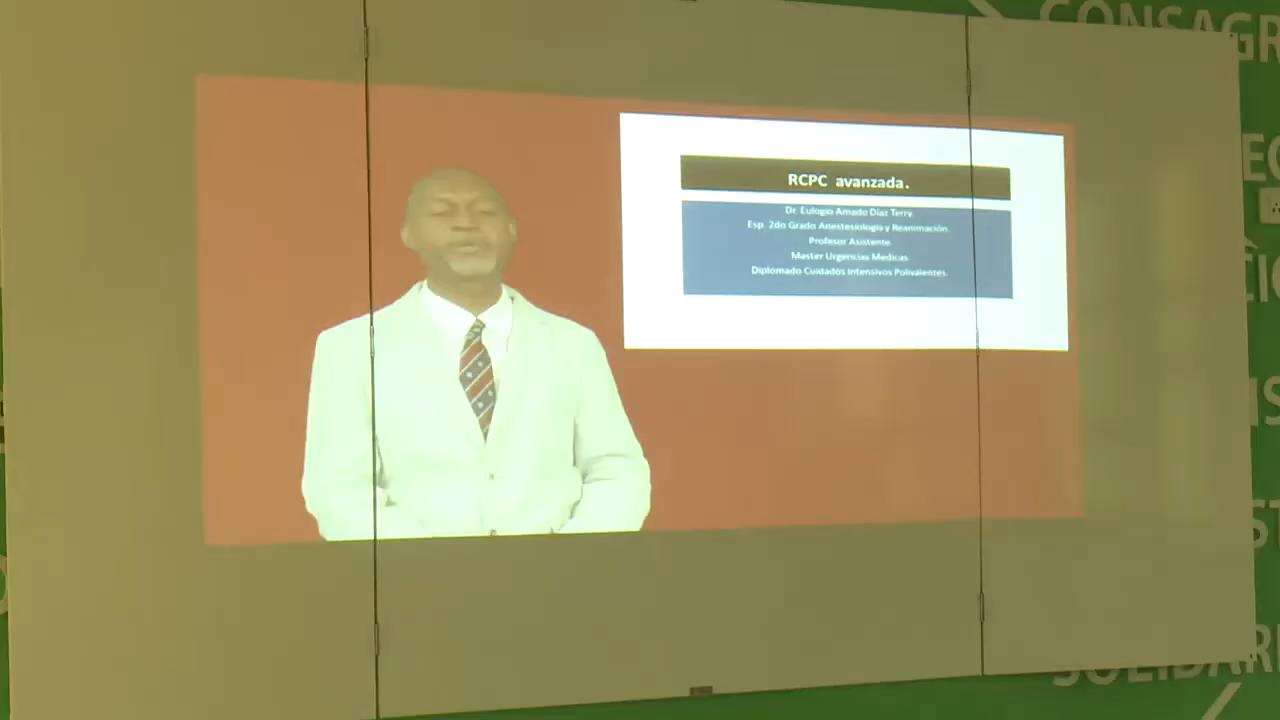 CONSAGR
RCPC avanzada.
Dr. Eulogio Amado Díaz Terry.
Esp. 2do Grado Anestesiología y Reanimación.
Profesor Asistente.
Master Urgencias Medicas.
Diplomado Cuidados Intensivos Polivalentes.
SOLIDARI